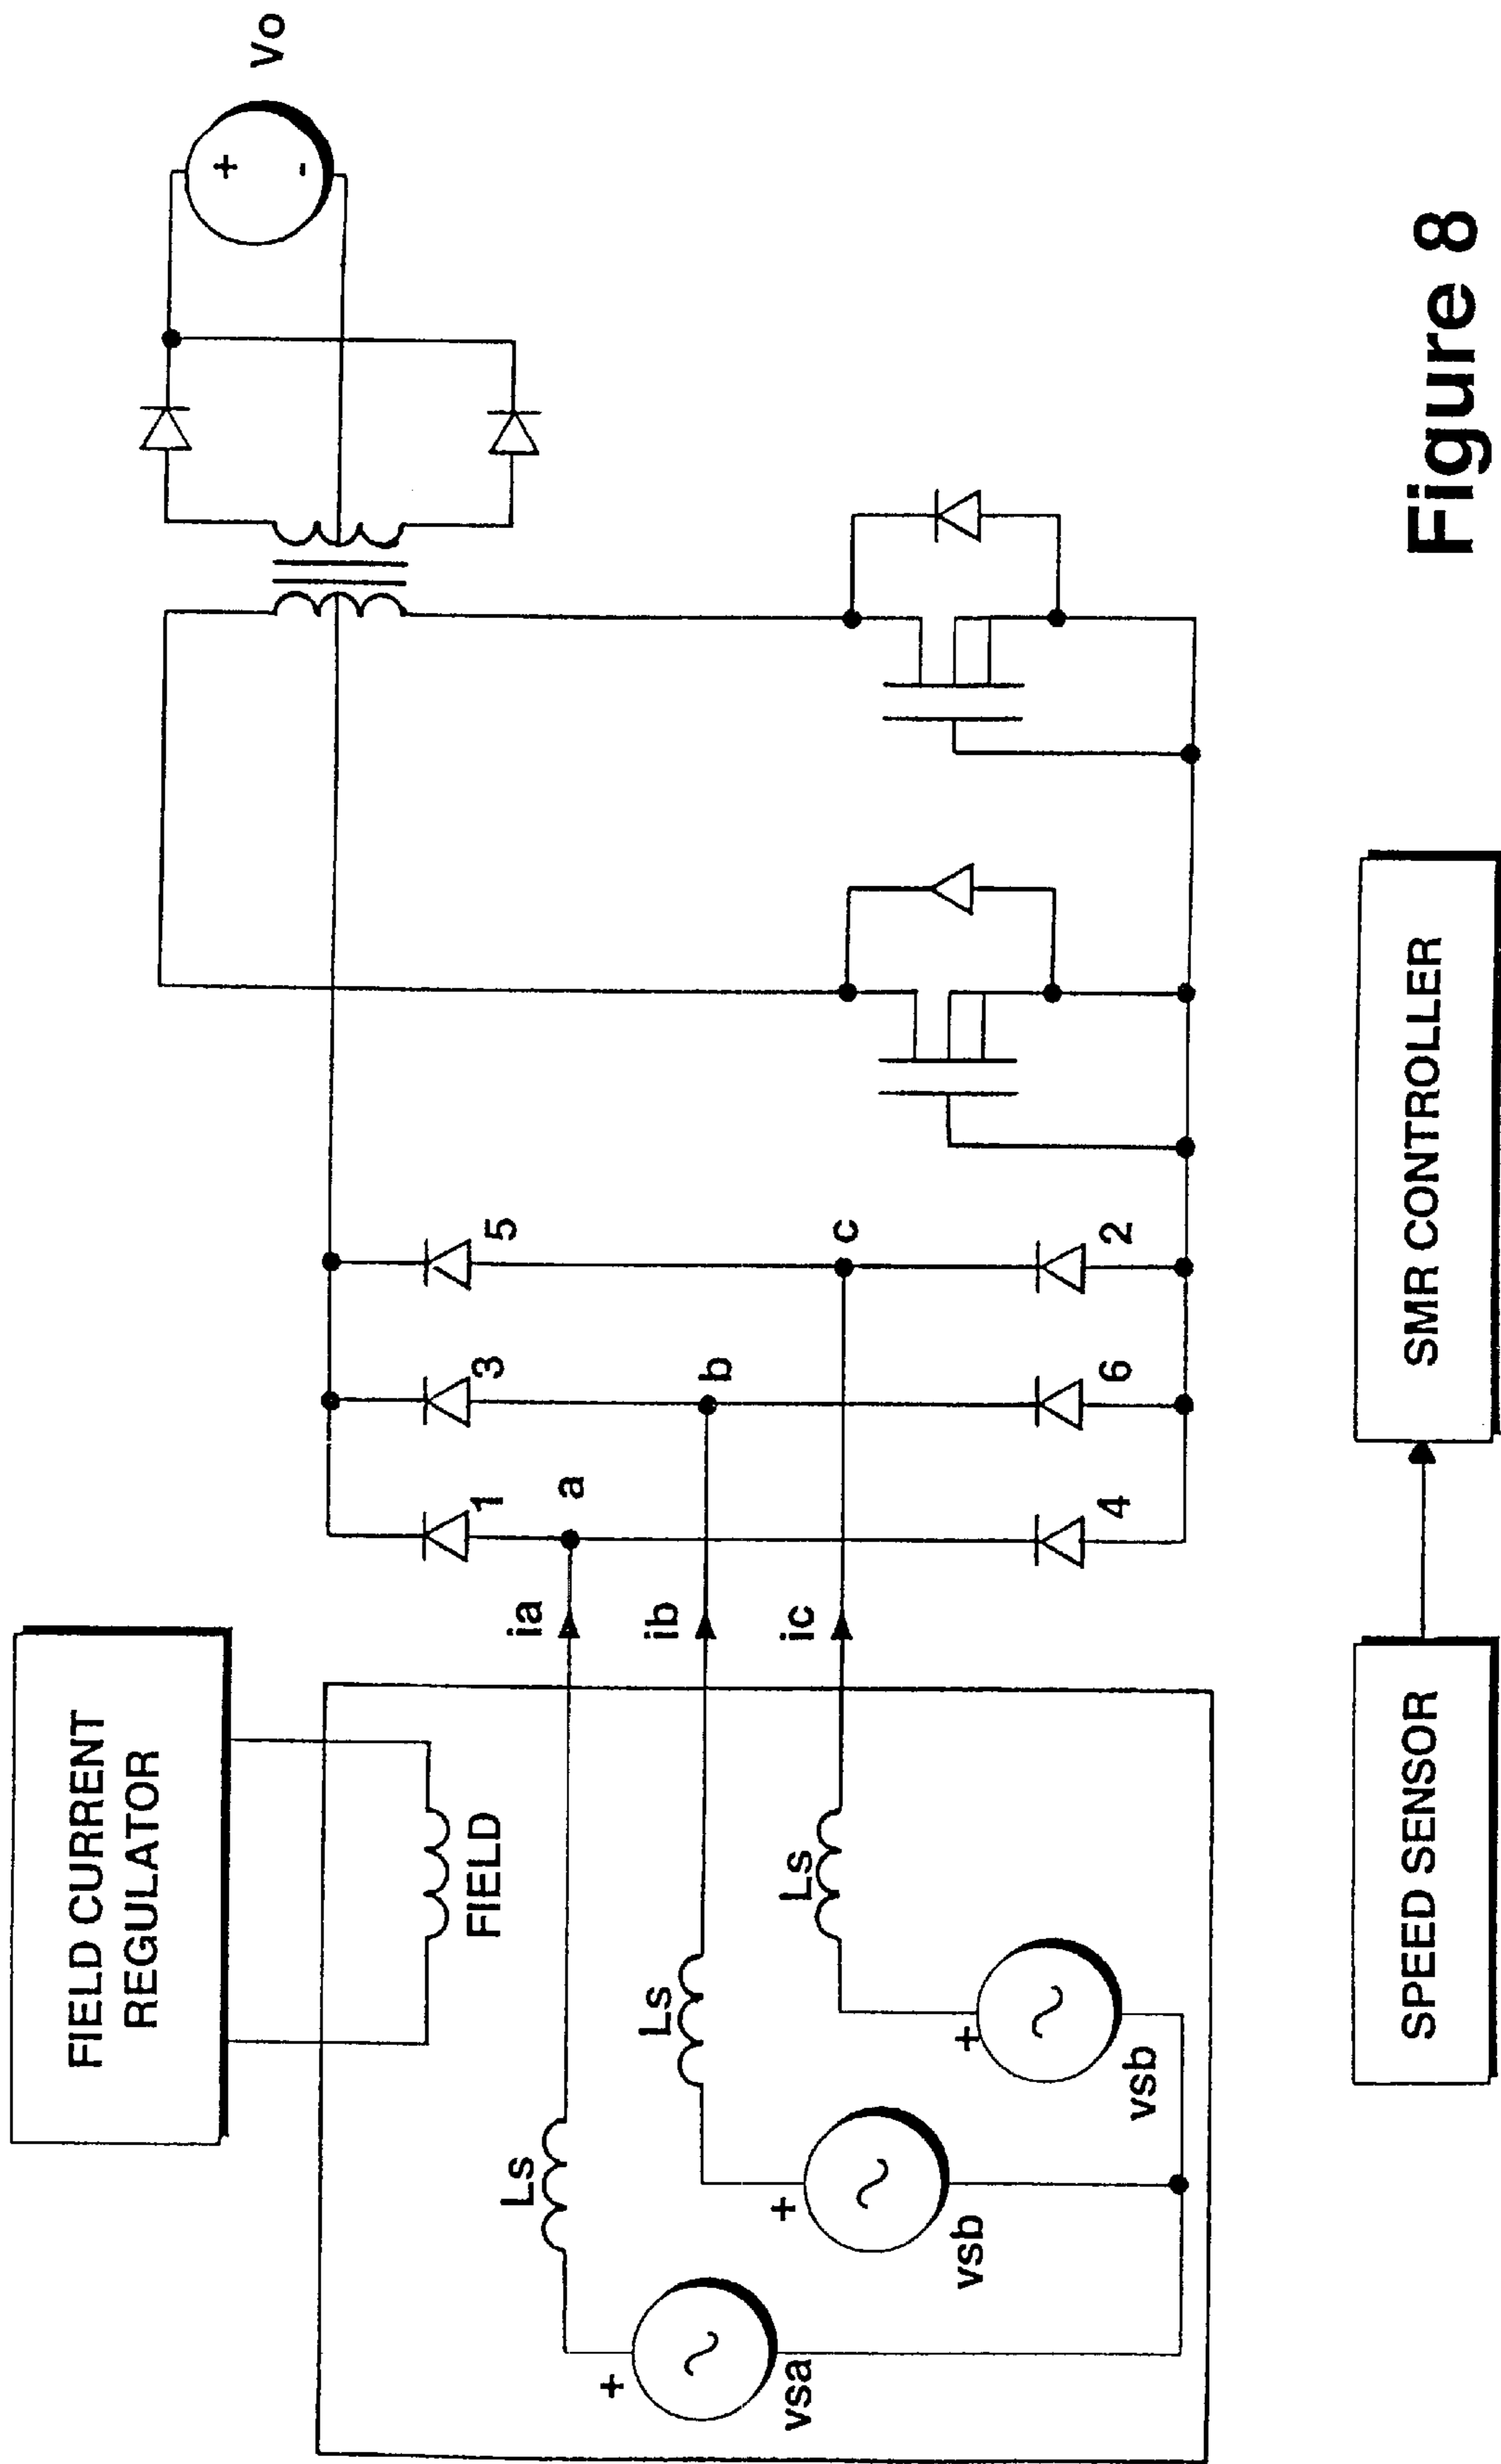 FIELD CURRENT
REGULATOR
FIELD
Ls
Ls
Ls
+
vsa
+
vsb
+
vsb
ia
ib
ic
a
b
c
1
3
5
4
6
2
+
-
Vo
SPEED SENSOR
SMR CONTROLLER
Figure 8